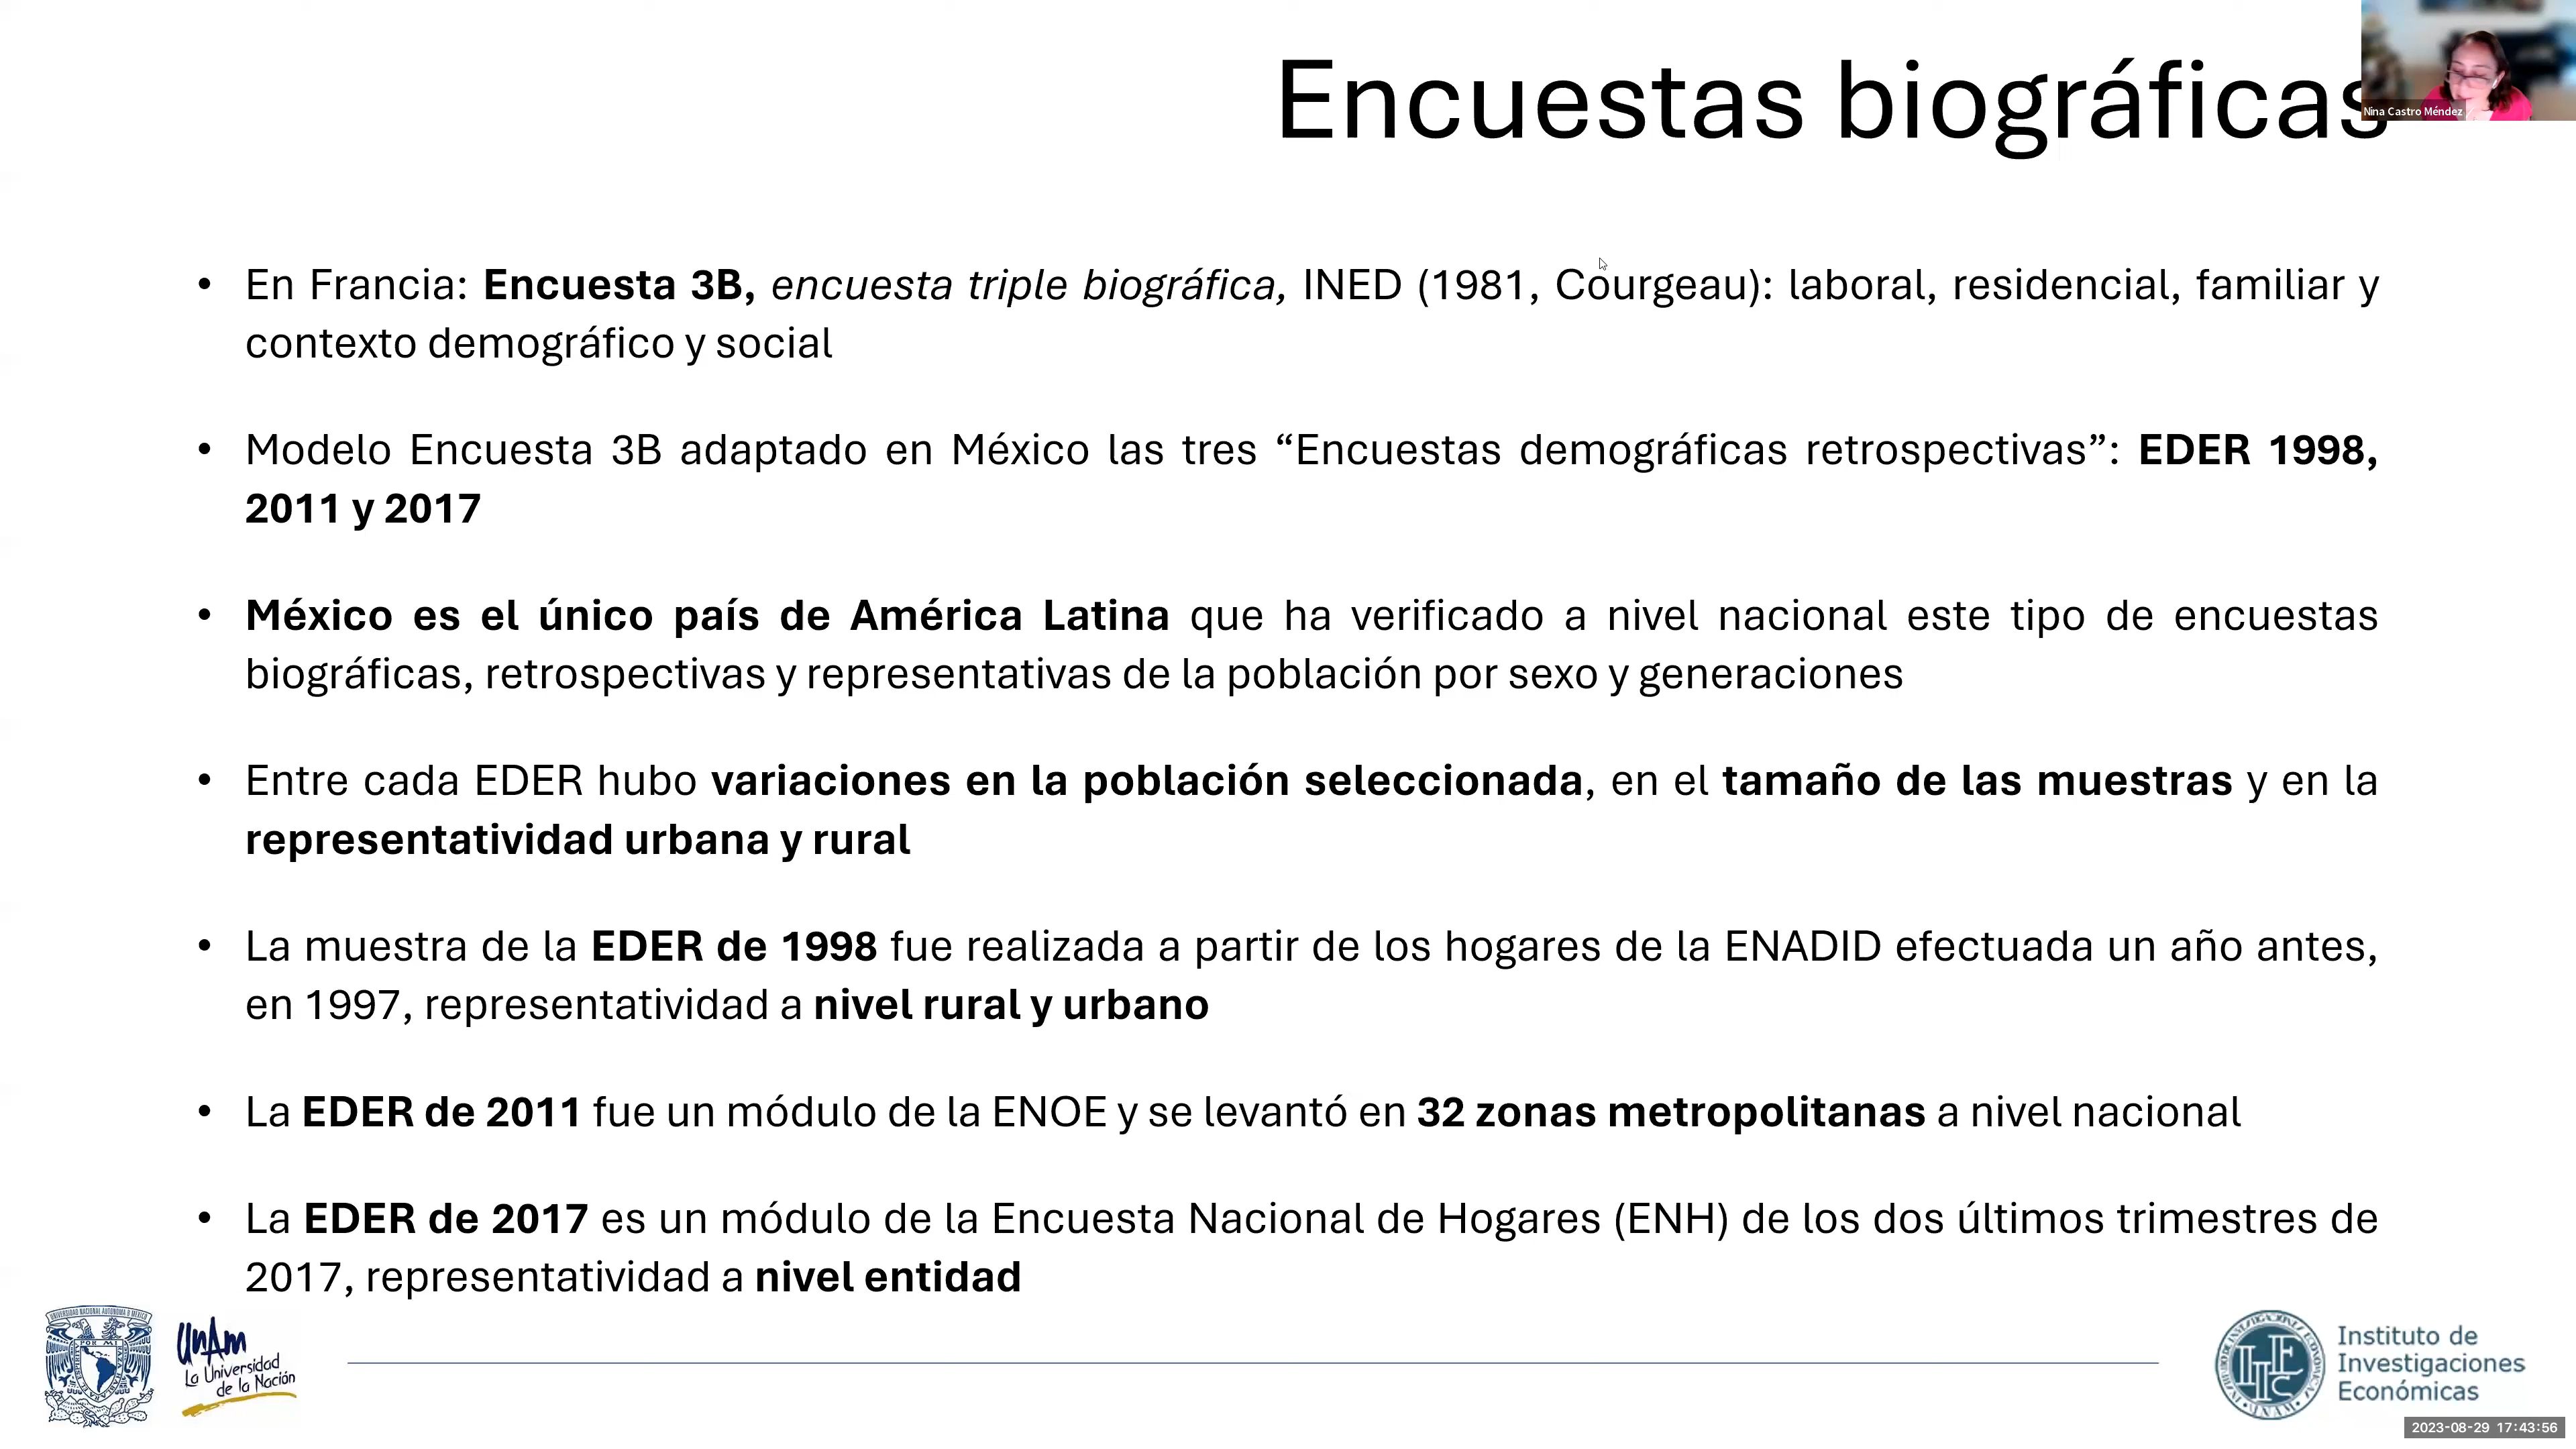 Encuestas biográficas
Nina Castro Méndez
• En Francia: Encuesta 3B, encuesta triple biográfica, INED (1981, Courgeau): laboral, residencial, familiar y
contexto demográfico y social
• Modelo Encuesta 3B adaptado en México las tres “Encuestas demográficas retrospectivas”: EDER 1998,
2011 y 2017
• México es el único país de América Latina que ha verificado a nivel nacional este tipo de encuestas
biográficas, retrospectivas y representativas de la población por sexo y generaciones
• Entre cada EDER hubo variaciones en la población seleccionada, en el tamaño de las muestras y en la
representatividad urbana y rural
• La muestra de la EDER de 1998 fue realizada a partir de los hogares de la ENADID efectuada un año antes,
en 1997, representatividad a nivel rural y urbano
• La EDER de 2011 fue un módulo de la ENOE y se levantó en 32 zonas metropolitanas a nivel nacional
• La EDER de 2017 es un módulo de la Encuesta Nacional de Hogares (ENH) de los dos últimos trimestres de
2017, representatividad a nivel entidad
UnAm
La Universidad
de la Nación
Instituto de
Investigaciones
Económicas
2023-08-29 17:43:56